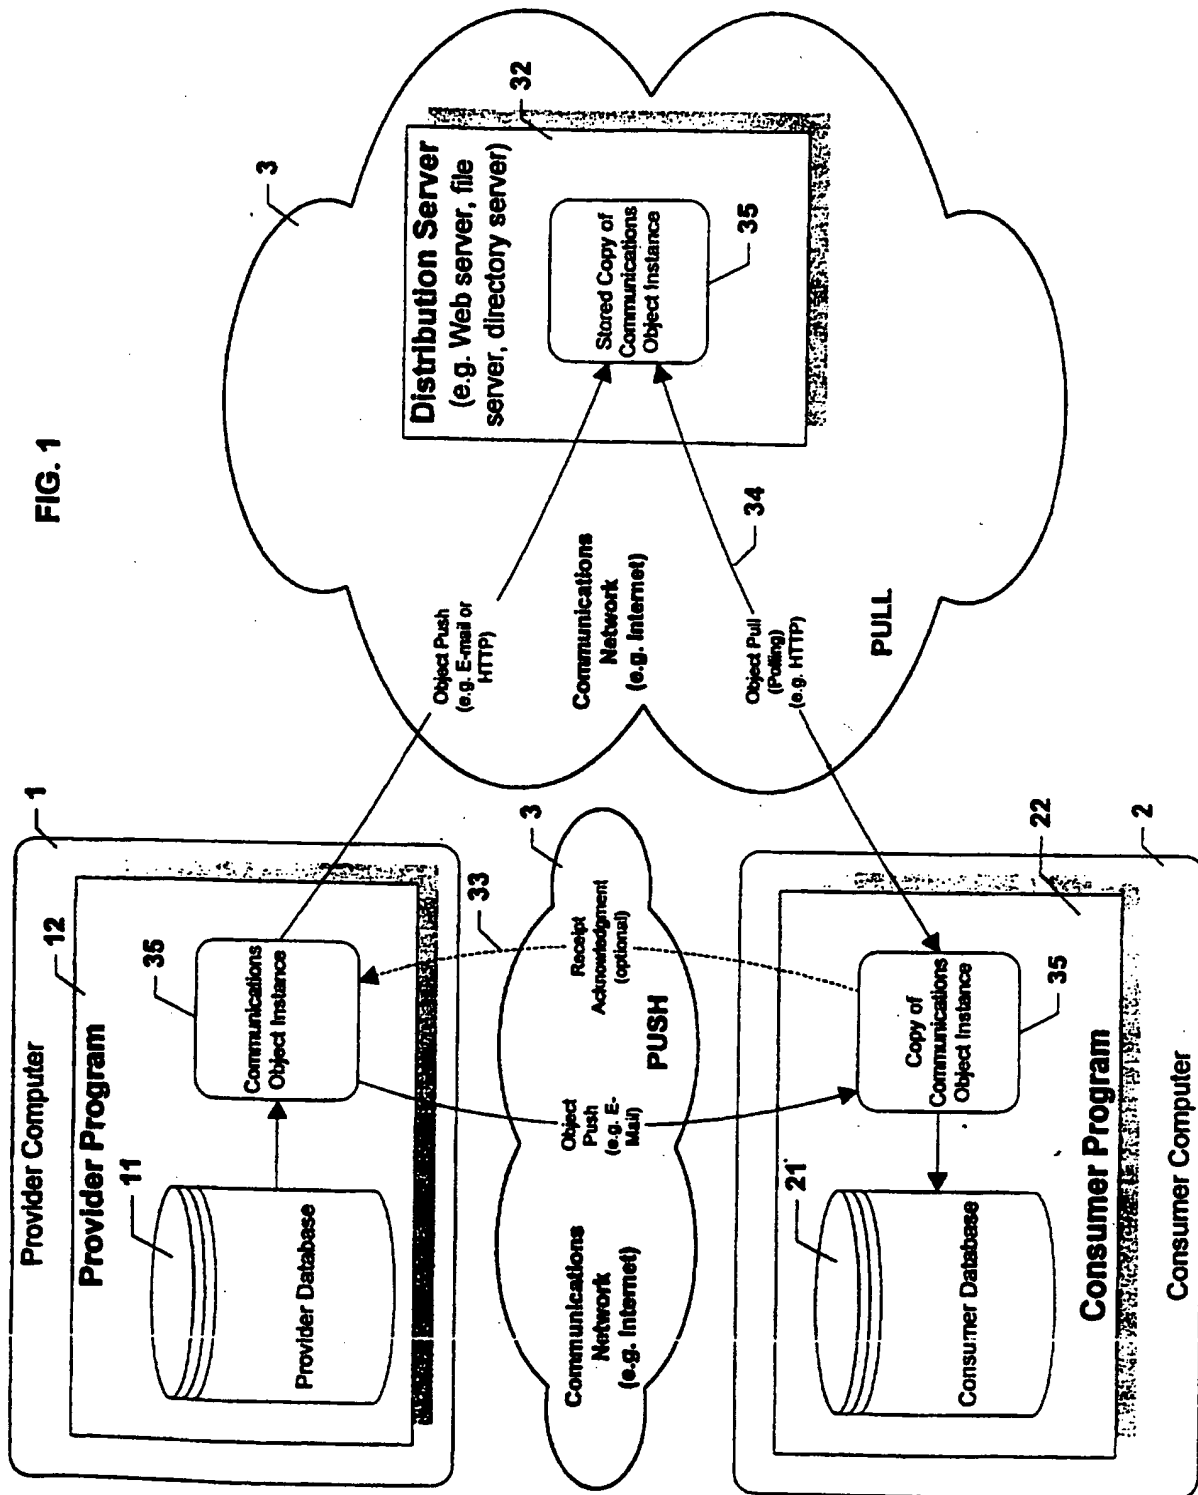 FIG. 1
Provider Computer
1
Provider Program
12
11
Provider Database
35
Communications
Object Instance
Object Push
(e.g. E-mail or
HTTP)
3
Distribution Server
(e.g. Web server, file
server, directory server)
32
Stored Copy of
Communications
Object Instance
35
Communications
Network
(e.g. Internet)
34
Object Pull
(Polling)
(e.g. HTTP)
PULL
Communications
Network
(e.g. Internet)
Object
Push
(e.g. E-
Mail)
PUSH
Receipt
Acknowledgment
(optional)
33
3
21
Consumer Database
Copy of
Communications
Object Instance
35
22
Consumer Program
2
Consumer Computer